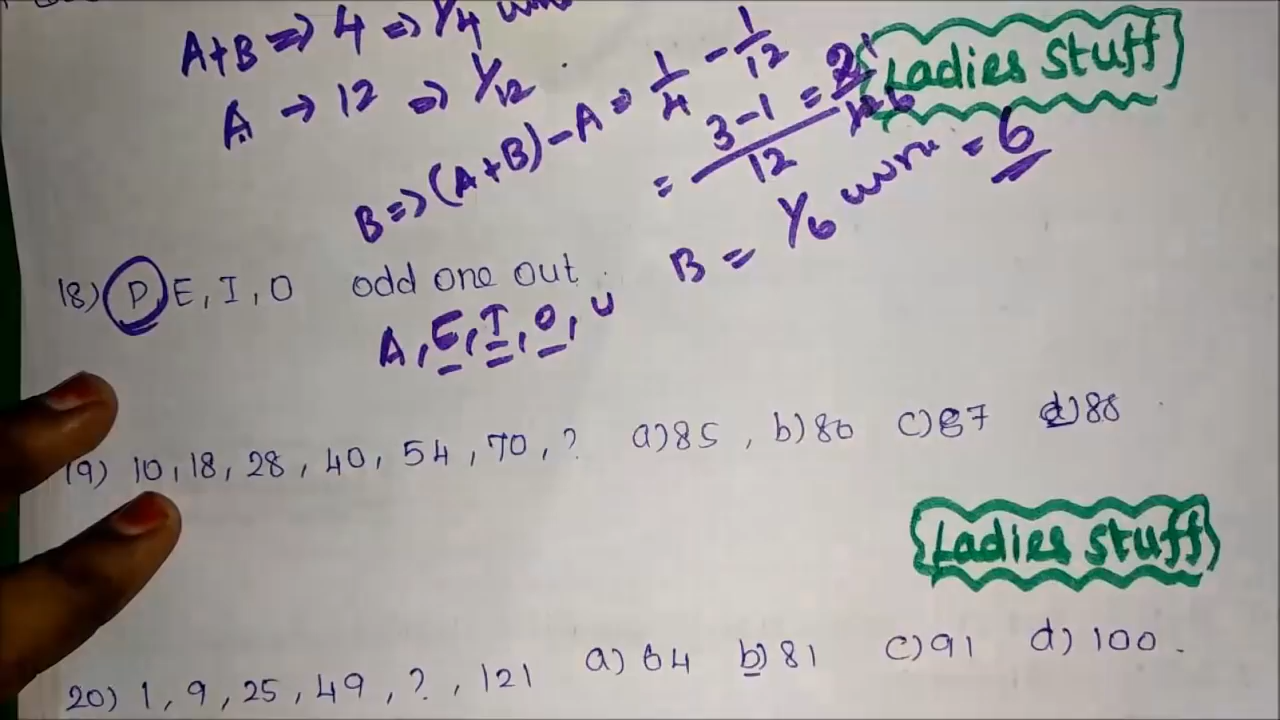 A+B => 4 => 1/4
A → 12 => 1/12
B => (A+B) - A => 1/4 - 1/12
= 3-1/12 = 2
B = 1/6 work = 6
Ladies Stuff
18) P, E, I, O odd one out.
A, E, I, O, U
19) 10, 18, 28, 40, 54, 70, ? a) 85, b) 80 c) 87 d) 88
Ladies Stuff
20) 1, 9, 25, 49, ?, 121 a) 64 b) 81 c) 91 d) 100.